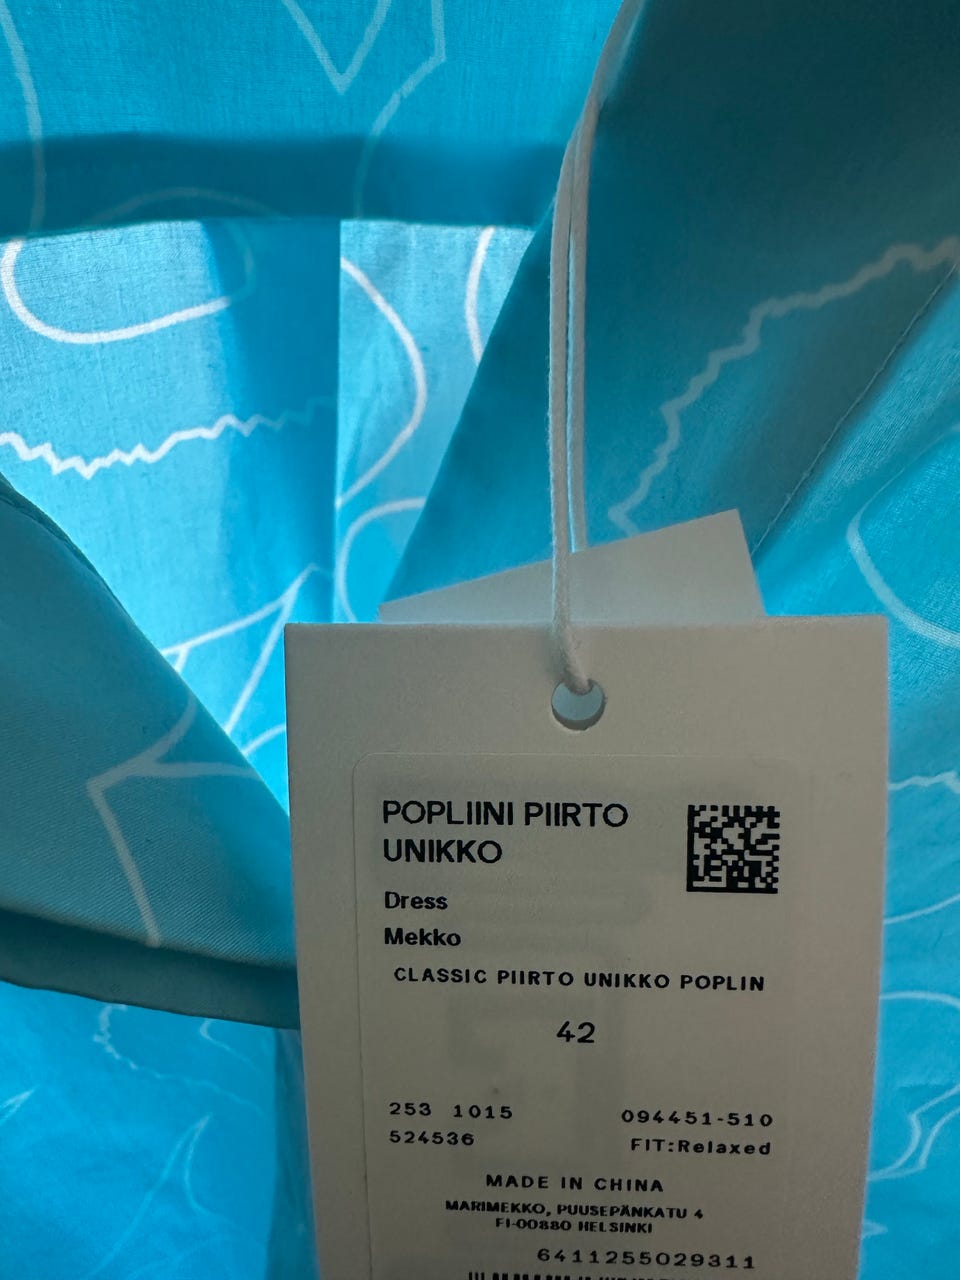 POPLIINI PIIRTO
UNIKKO
Dress
Mekko
CLASSIC PIIRTO UNIKKO POPLIN
42
253 1015 094451-510
524536 FIT:Relaxed
MADE IN CHINA
MARIMEKKO, PUUSEPÄNKATU 4
FI-00880 HELSINKI
6411255029311